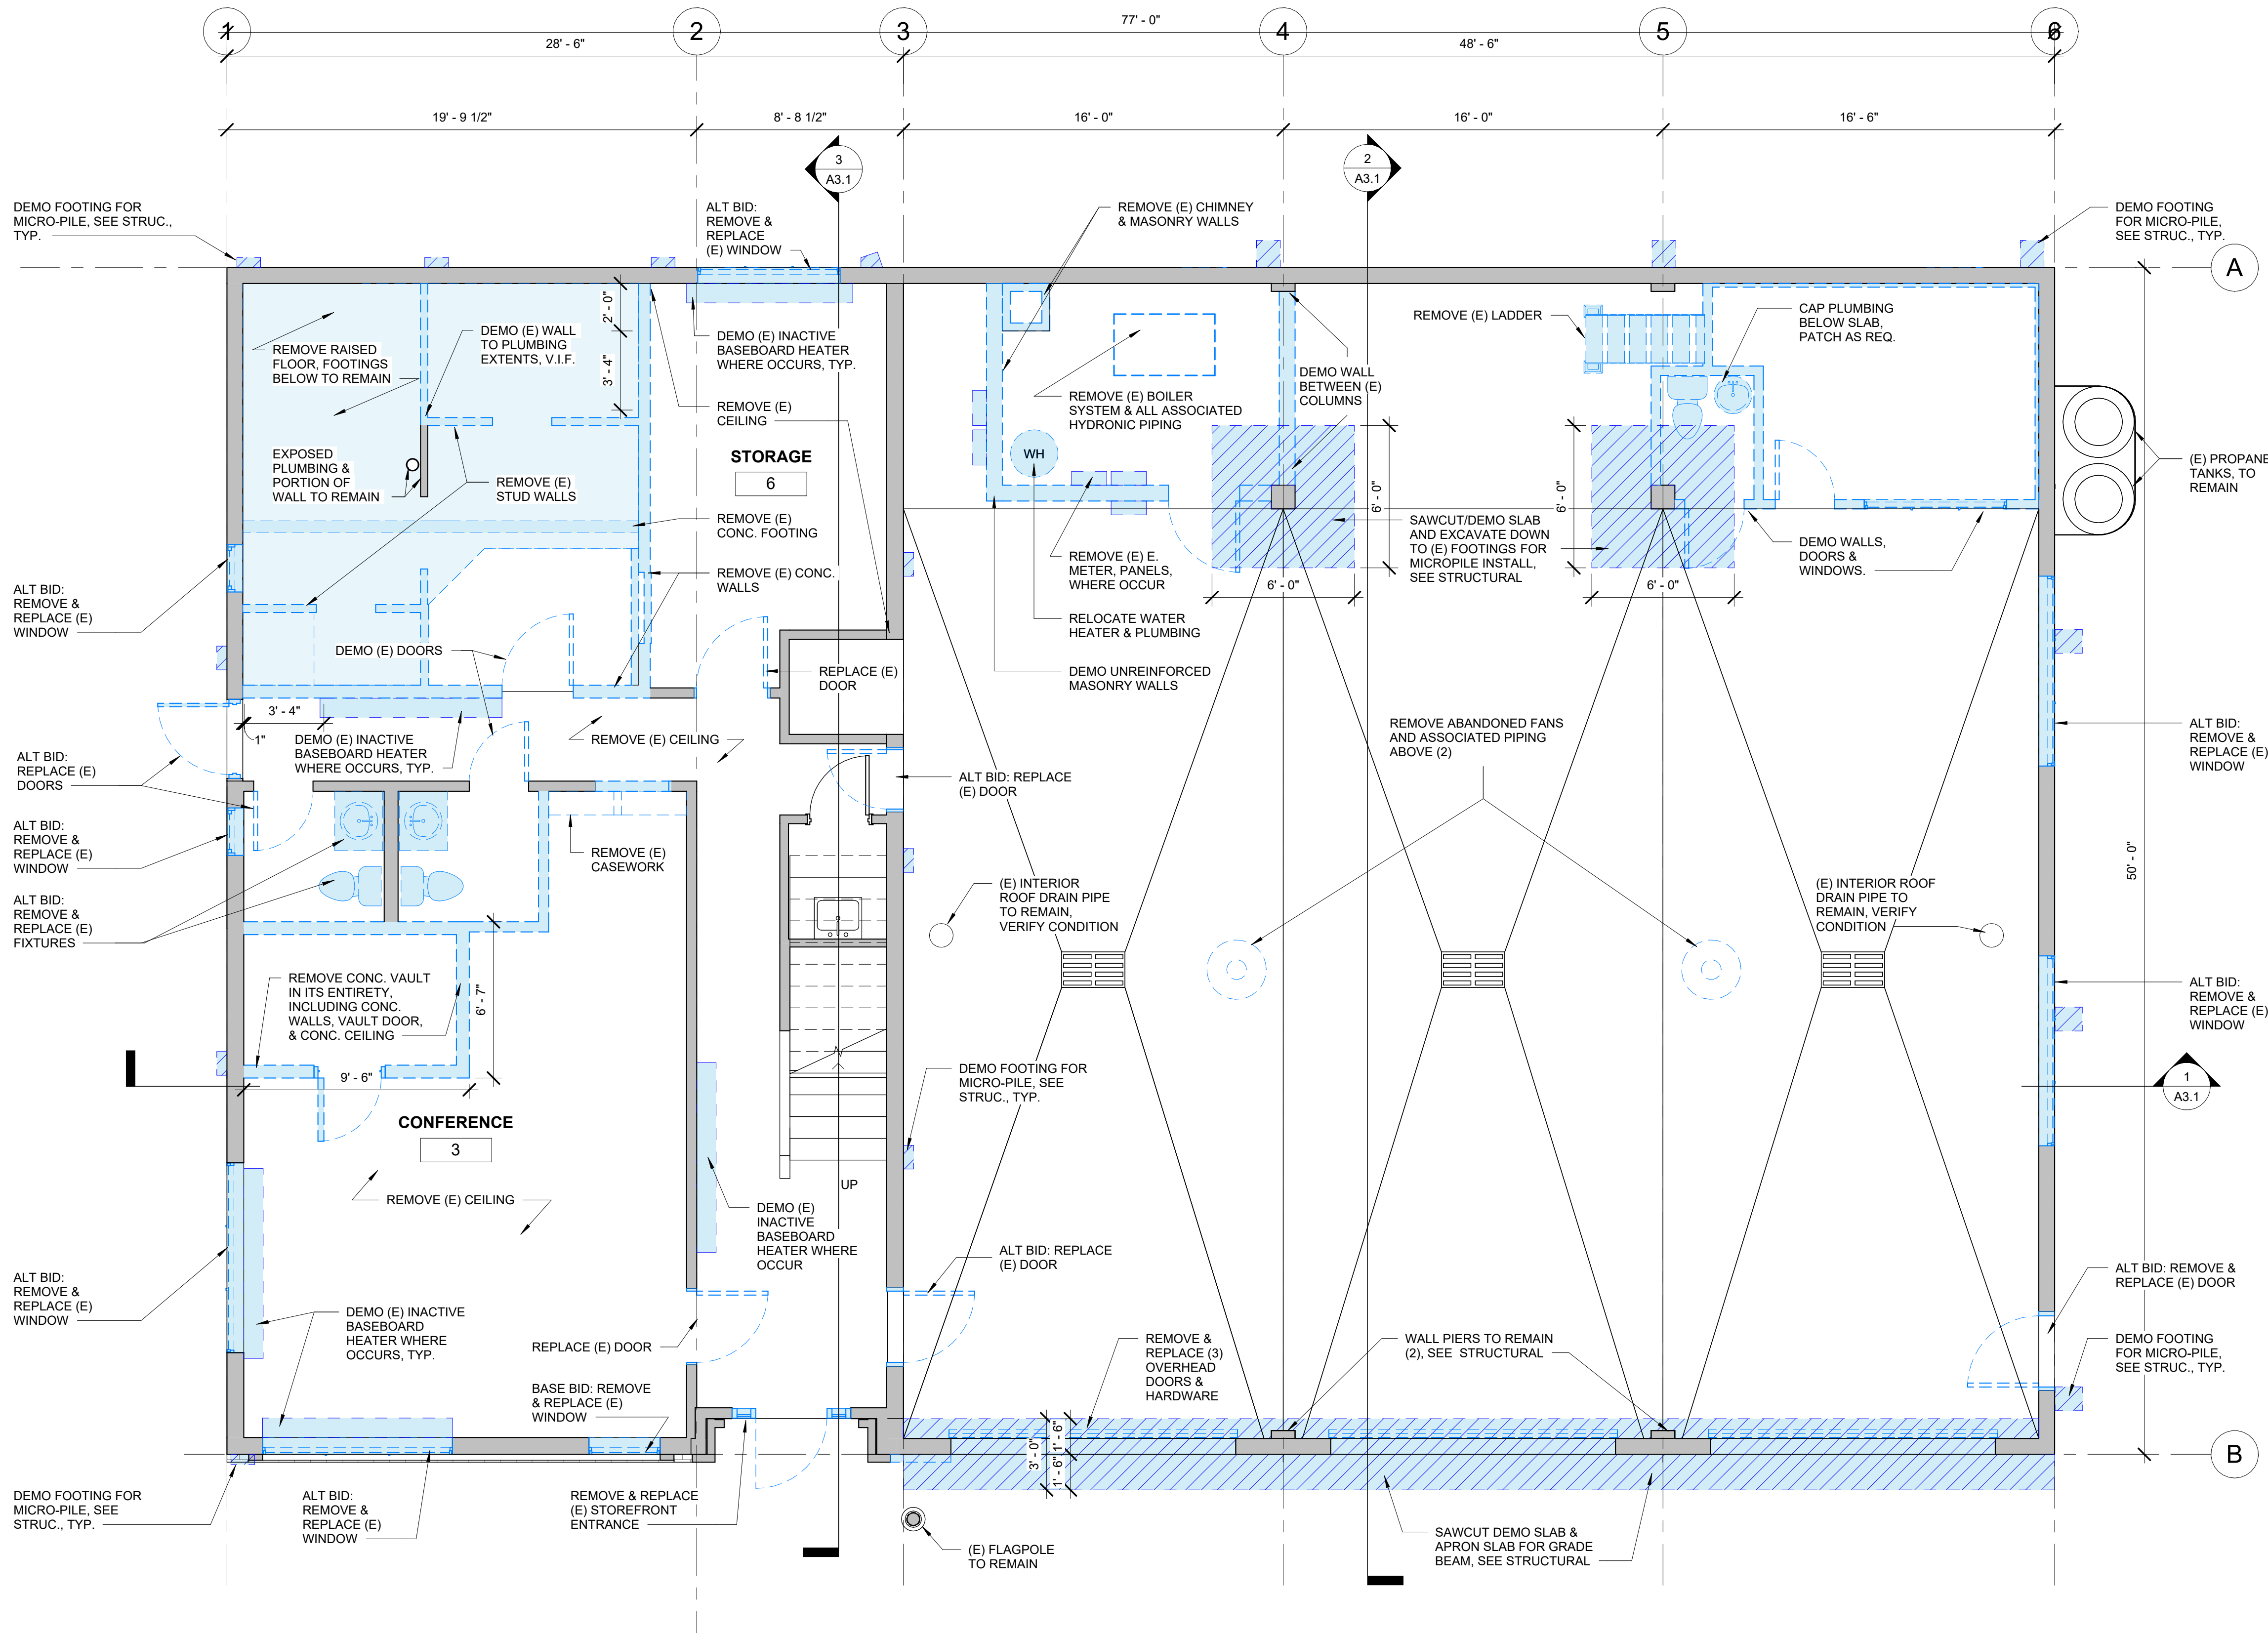 1
2
3
4
5
6
77' - 0"
28' - 6"
48' - 6"
19' - 9 1/2"
8' - 8 1/2"
16' - 0"
16' - 0"
16' - 6"
3
A3.1
2
A3.1
DEMO FOOTING FOR
MICRO-PILE, SEE STRUC.,
TYP.
ALT BID:
REMOVE &
REPLACE
(E) WINDOW
REMOVE (E) CHIMNEY
& MASONRY WALLS
DEMO FOOTING
FOR MICRO-PILE,
SEE STRUC., TYP.
A
REMOVE RAISED
FLOOR, FOOTINGS
BELOW TO REMAIN
DEMO (E) WALL
TO PLUMBING
EXTENTS, V.I.F.
2' - 0"
3' - 4"
DEMO (E) INACTIVE
BASEBOARD HEATER
WHERE OCCURS, TYP.
REMOVE (E)
CEILING
REMOVE (E) BOILER
SYSTEM & ALL ASSOCIATED
HYDRONIC PIPING
DEMO WALL
BETWEEN (E)
COLUMNS
REMOVE (E) LADDER
CAP PLUMBING
BELOW SLAB,
PATCH AS REQ.
EXPOSED
PLUMBING &
PORTION OF
WALL TO REMAIN
REMOVE (E)
STUD WALLS
STORAGE
6
WH
(E) PROPANE
TANKS, TO
REMAIN
REMOVE (E)
CONC. FOOTING
6' - 0"
6' - 0"
SAWCUT/DEMO SLAB
AND EXCAVATE DOWN
TO (E) FOOTINGS FOR
MICROPILE INSTALL,
SEE STRUCTURAL
REMOVE (E) E.
METER, PANELS,
WHERE OCCUR
DEMO WALLS,
DOORS &
WINDOWS.
6' - 0"
6' - 0"
ALT BID:
REMOVE &
REPLACE (E)
WINDOW
REMOVE (E) CONC.
WALLS
RELOCATE WATER
HEATER & PLUMBING
DEMO (E) DOORS
REPLACE (E)
DOOR
DEMO UNREINFORCED
MASONRY WALLS
3' - 4"
1"
DEMO (E) INACTIVE
BASEBOARD HEATER
WHERE OCCURS, TYP.
REMOVE (E) CEILING
REMOVE ABANDONED FANS
AND ASSOCIATED PIPING
ABOVE (2)
ALT BID:
REMOVE &
REPLACE (E)
WINDOW
ALT BID:
REPLACE (E)
DOORS
ALT BID: REPLACE
(E) DOOR
ALT BID:
REMOVE &
REPLACE (E)
WINDOW
REMOVE (E)
CASEWORK
50' - 0"
ALT BID:
REMOVE &
REPLACE (E)
FIXTURES
(E) INTERIOR
ROOF DRAIN PIPE
TO REMAIN,
VERIFY CONDITION
(E) INTERIOR ROOF
DRAIN PIPE TO
REMAIN, VERIFY
CONDITION
REMOVE CONC. VAULT
IN ITS ENTIRETY,
INCLUDING CONC.
WALLS, VAULT DOOR,
& CONC. CEILING
6' - 7"
9' - 6"
ALT BID:
REMOVE &
REPLACE (E)
WINDOW
DEMO FOOTING FOR
MICRO-PILE, SEE
STRUC., TYP.
1
A3.1
CONFERENCE
3
UP
REMOVE (E) CEILING
DEMO (E)
INACTIVE
BASEBOARD
HEATER WHERE
OCCUR
ALT BID: REPLACE
(E) DOOR
ALT BID:
REMOVE &
REPLACE (E)
WINDOW
ALT BID: REMOVE &
REPLACE (E) DOOR
DEMO (E) INACTIVE
BASEBOARD
HEATER WHERE
OCCURS, TYP.
REPLACE (E) DOOR
REMOVE &
REPLACE (3)
OVERHEAD
DOORS &
HARDWARE
WALL PIERS TO REMAIN
(2), SEE STRUCTURAL
DEMO FOOTING
FOR MICRO-PILE,
SEE STRUC., TYP.
BASE BID: REMOVE
& REPLACE (E)
WINDOW
3' - 0"
1' - 6"
1' - 6"
B
DEMO FOOTING FOR
MICRO-PILE, SEE
STRUC., TYP.
ALT BID:
REMOVE &
REPLACE (E)
WINDOW
REMOVE & REPLACE
(E) STOREFRONT
ENTRANCE
(E) FLAGPOLE
TO REMAIN
SAWCUT DEMO SLAB &
APRON SLAB FOR GRADE
BEAM, SEE STRUCTURAL